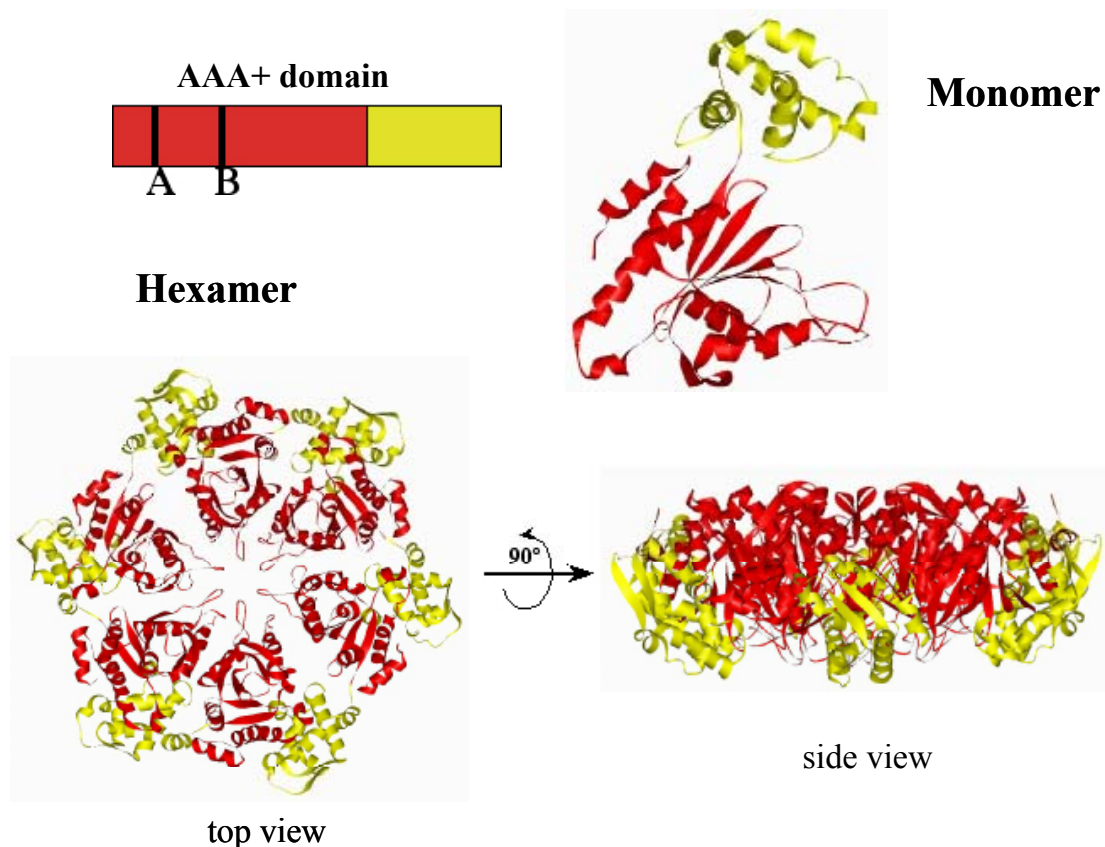 AAA+ domain
A B
Monomer
Hexamer
90°
side view
top view